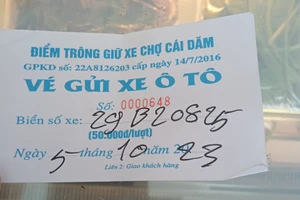 ĐIỂM TRÔNG GIỮ XE CHỢ CÁI DĂM
GPKD số: 22A8126203 cấp ngày 14/7/2016
VÉ GỬI XE Ô TÔ
Số: 0000648
Biển số xe: 29B20825
(50.000đ/lượt)
Ngày 5 tháng 10 năm 23
Liên 2: Giao khách hàng